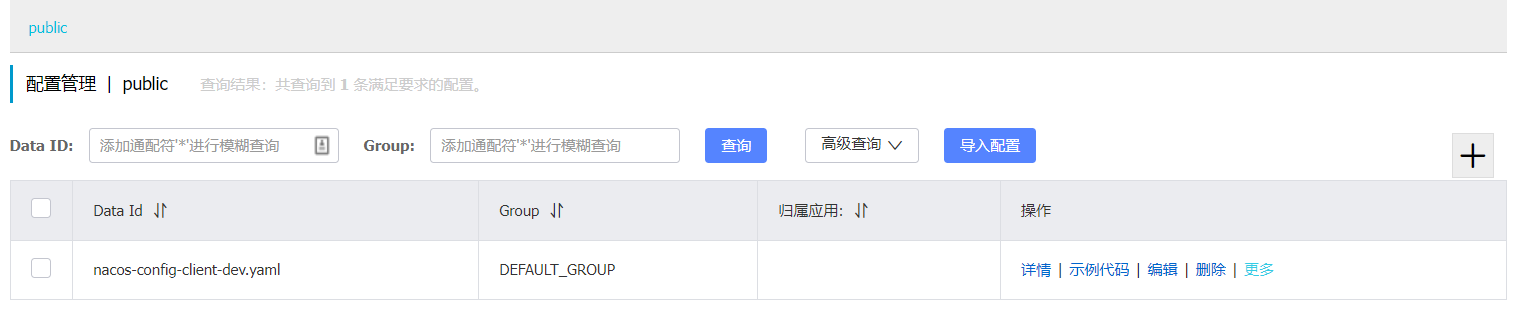 public
配置管理 | public 查询结果：共查询到 1 条满足要求的配置。
Data ID: 添加通配符'*'进行模糊查询 Group: 添加通配符'*'进行模糊查询 查询 高级查询 导入配置
Data Id Group 归属应用: 操作
nacos-config-client-dev.yaml DEFAULT_GROUP 详情 | 示例代码 | 编辑 | 删除 | 更多